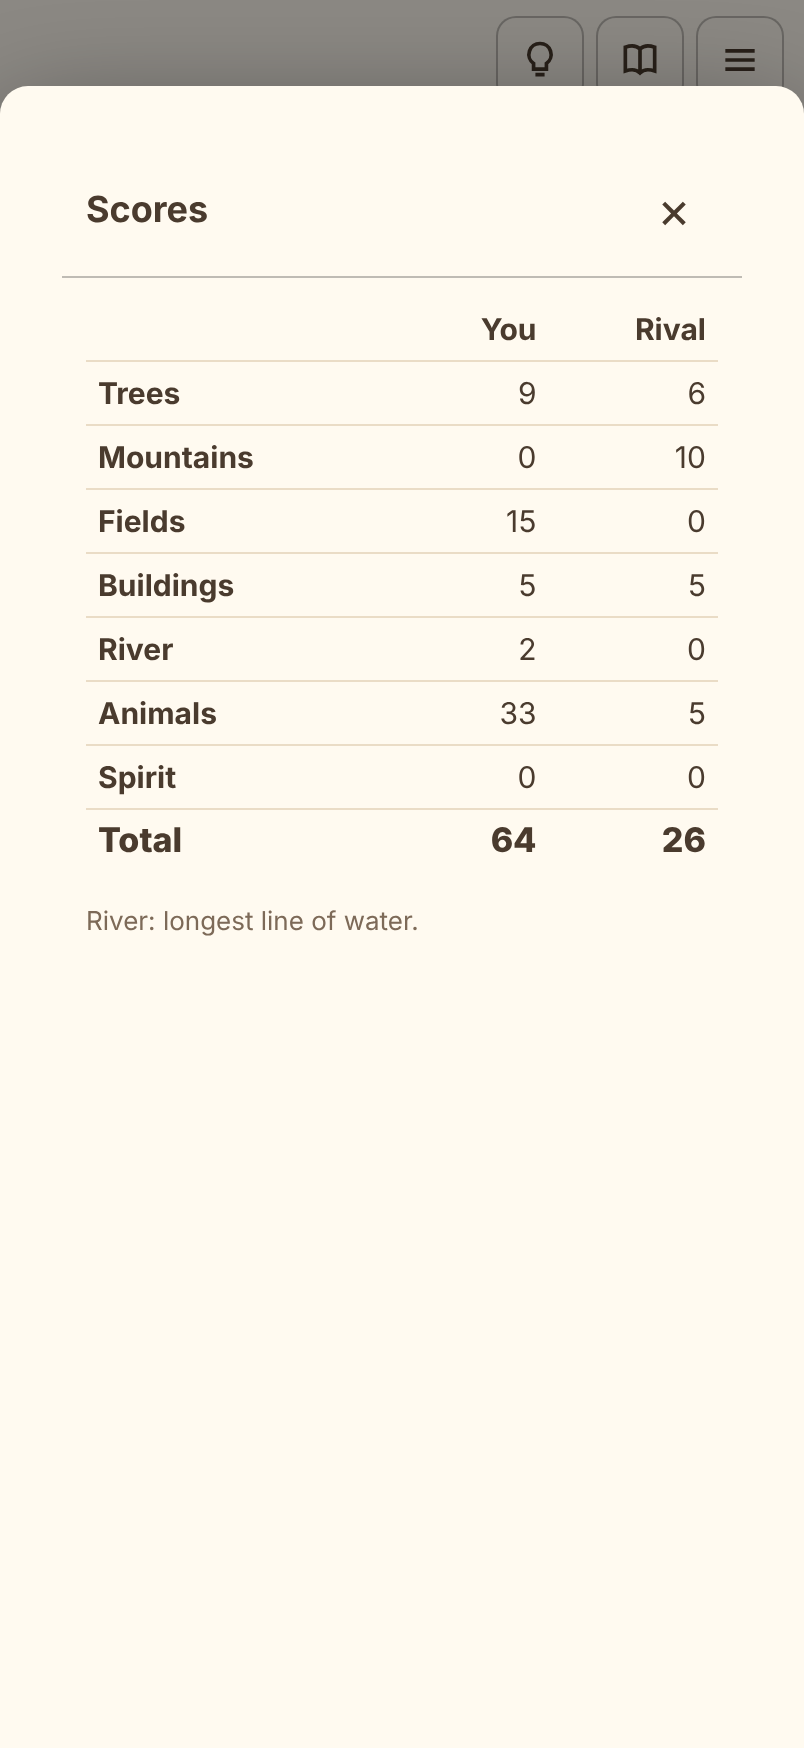 Scores
You Rival
Trees 9 6
Mountains 0 10
Fields 15 0
Buildings 5 5
River 2 0
Animals 33 5
Spirit 0 0
Total 64 26
River: longest line of water.